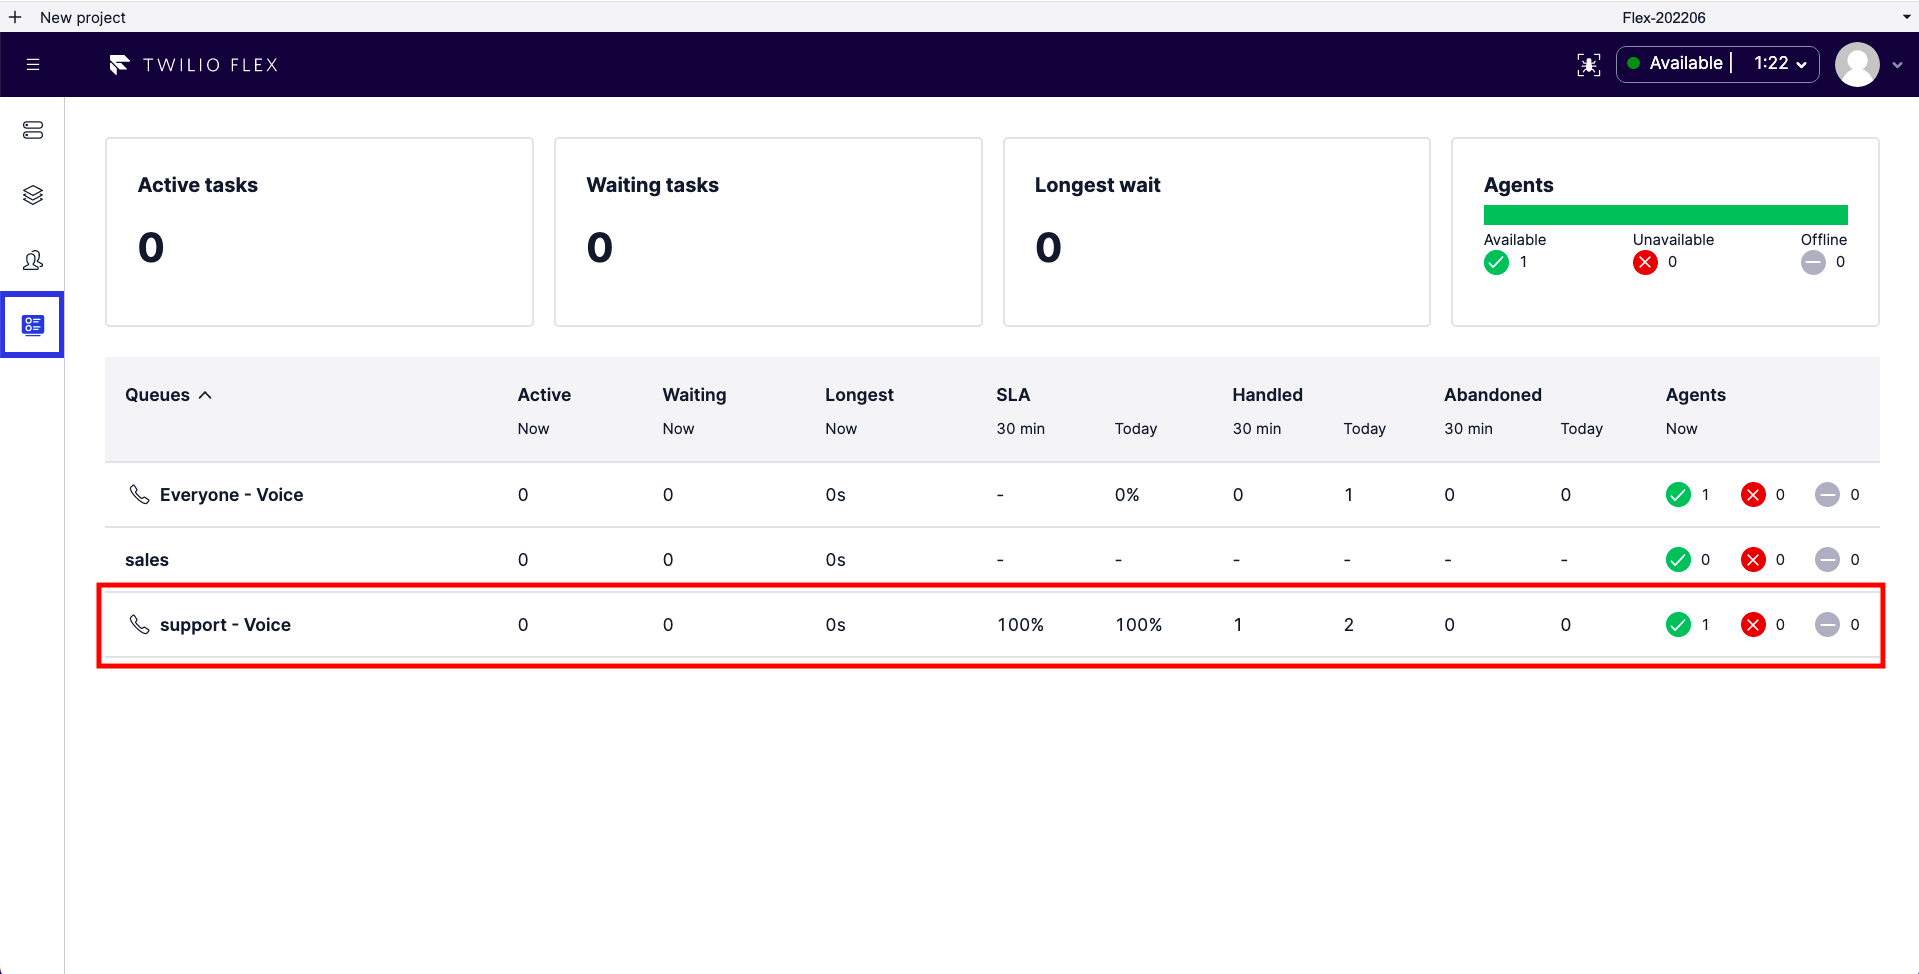 + New project Flex-202206
TWILIO FLEX Available | 1:22
Active tasks
0
Waiting tasks
0
Longest wait
0
Agents
Available Unavailable Offline
1 0 0
Queues Active Waiting Longest SLA Handled Abandoned Agents
Now Now Now 30 min Today 30 min Today 30 min Today Now
Everyone - Voice 0 0 0s - 0% 0 1 0 0 1 0 0
sales 0 0 0s - - - - - - 0 0 0
support - Voice 0 0 0s 100% 100% 1 2 0 0 1 0 0